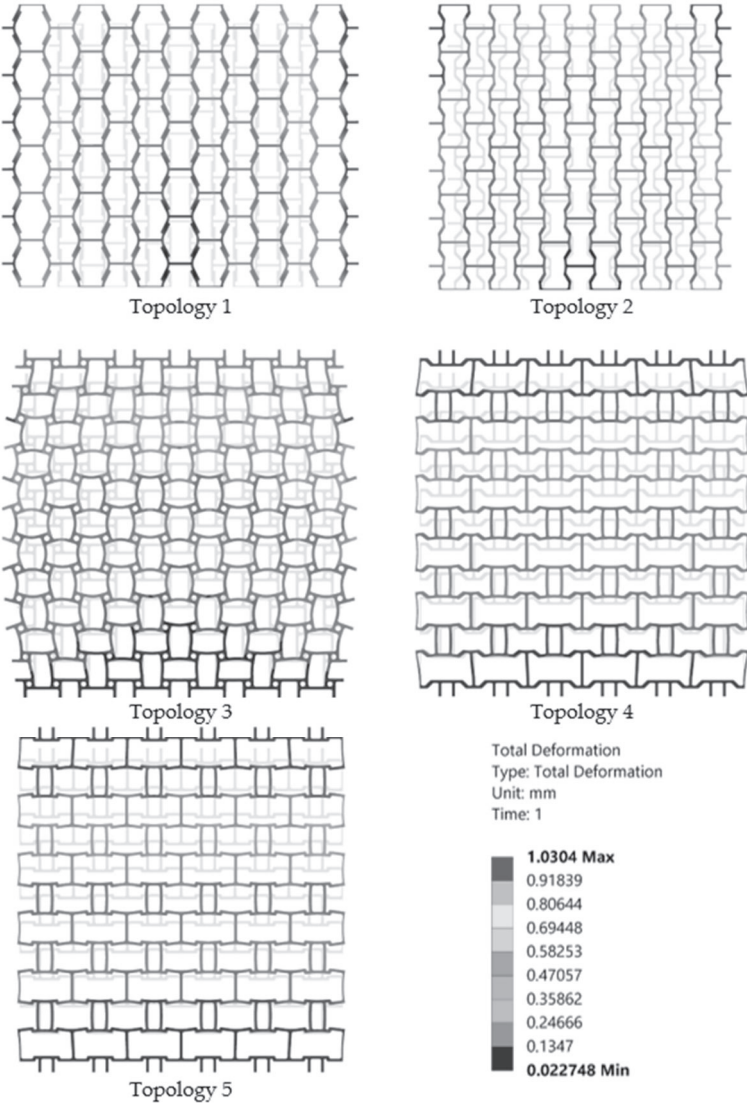 Topology 1
Topology 2
Topology 3
Topology 4
Topology 5
Total Deformation
Type: Total Deformation
Unit: mm
Time: 1
1.0304 Max
0.91839
0.80644
0.69448
0.58253
0.47057
0.35862
0.24666
0.1347
0.022748 Min